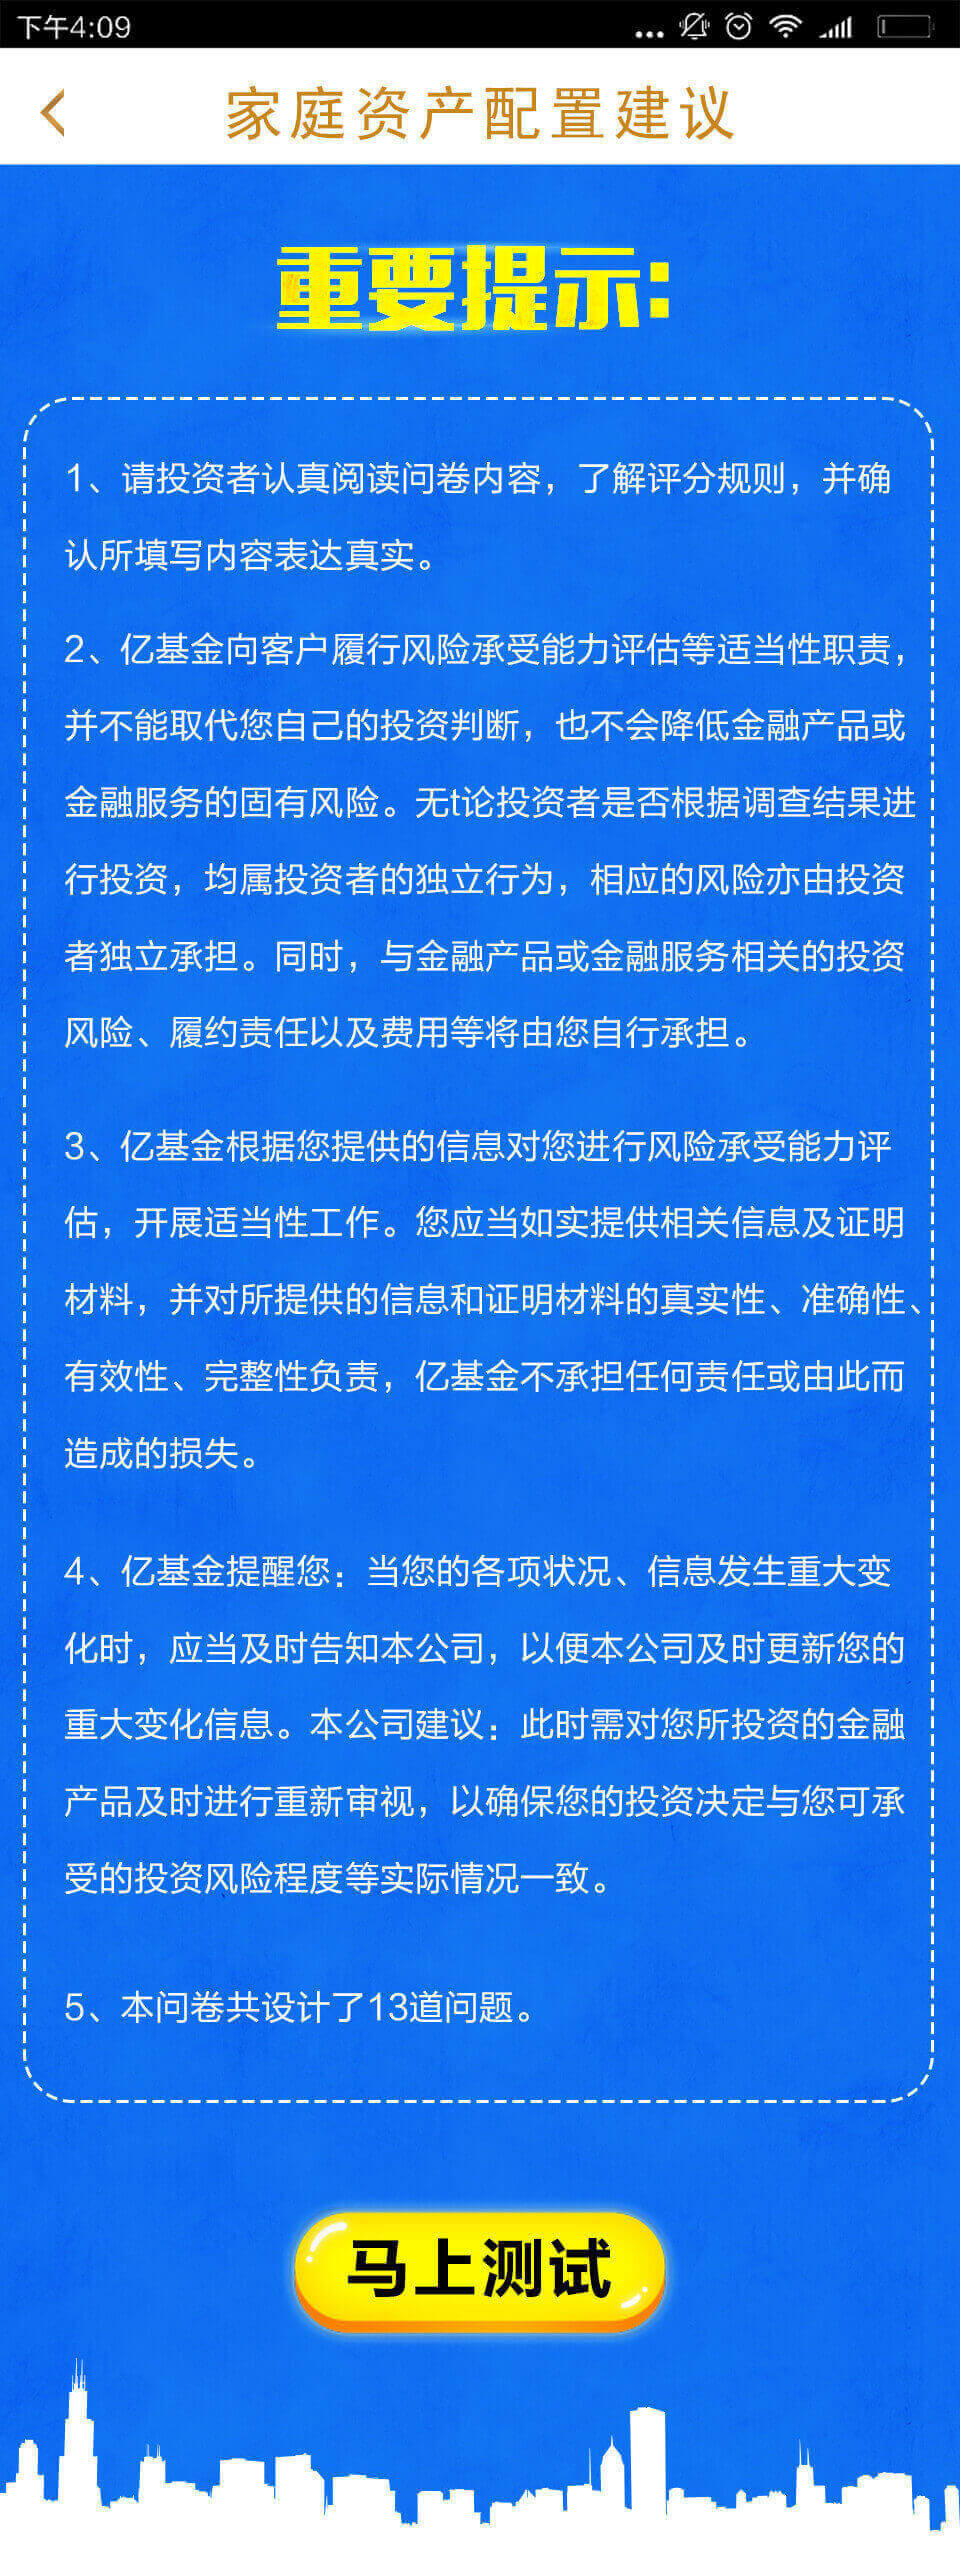 下午4:09
家庭资产配置建议
重要提示:
1、请投资者认真阅读问卷内容，了解评分规则，并确
认所填写内容表达真实。
2、亿基金向客户履行风险承受能力评估等适当性职责，
并不能取代您自己的投资判断，也不会降低金融产品或
金融服务的固有风险。无t论投资者是否根据调查结果进
行投资，均属投资者的独立行为，相应的风险亦由投资
者独立承担。同时，与金融产品或金融服务相关的投资
风险、履约责任以及费用等将由您自行承担。
3、亿基金根据您提供的信息对您进行风险承受能力评
估，开展适当性工作。您应当如实提供相关信息及证明
材料，并对所提供的信息和证明材料的真实性、准确性、
有效性、完整性负责，亿基金不承担任何责任或由此而
造成的损失。
4、亿基金提醒您：当您的各项状况、信息发生重大变
化时，应当及时告知本公司，以便本公司及时更新您的
重大变化信息。本公司建议：此时需对您所投资的金融
产品及时进行重新审视，以确保您的投资决定与您可承
受的投资风险程度等实际情况一致。
5、本问卷共设计了13道问题。
马上测试